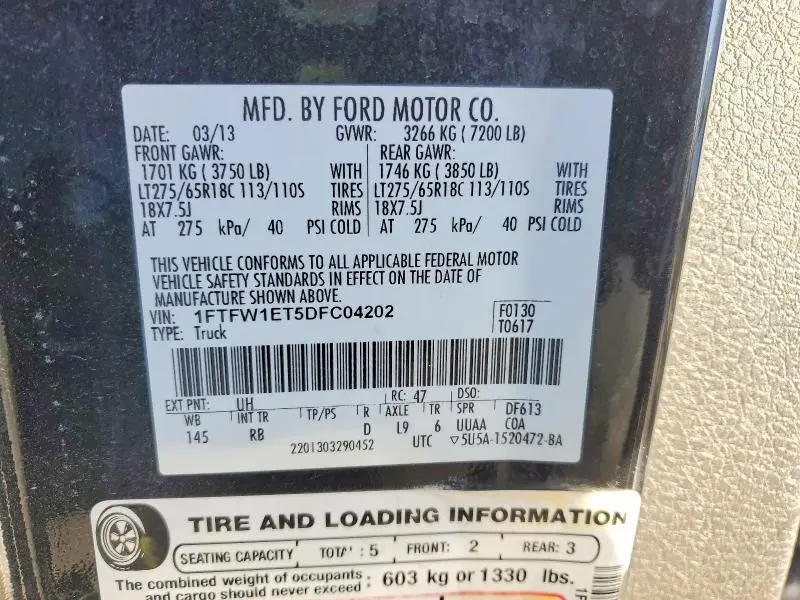 MFD. BY FORD MOTOR CO.
DATE: 03/13 GVWR: 3266 KG ( 7200 LB)
FRONT GAWR: REAR GAWR:
1701 KG ( 3750 LB) WITH 1746 KG ( 3850 LB) WITH
LT275/65R18C 113/110S TIRES LT275/65R18C 113/110S TIRES
18X7.5J RIMS 18X7.5J RIMS
AT 275 kPa/ 40 PSI COLD AT 275 kPa/ 40 PSI COLD
THIS VEHICLE CONFORMS TO ALL APPLICABLE FEDERAL MOTOR
VEHICLE SAFETY STANDARDS IN EFFECT ON THE DATE OF
MANUFACTURE SHOWN ABOVE.
VIN: 1FTFW1ET5DFC04202 F0130
TYPE: Truck T0617
EXT PNT: UH RC: 47 DSO:
WB INT TR TP/PS R AXLE TR SPR DF613
145 RB D L9 6 UUAA COA
2201303290452 UTC ▽5U5A-1520472-BA
TIRE AND LOADING INFORMATION
SEATING CAPACITY TOTA' : 5 FRONT: 2 REAR: 3
The combined weight of occupants : 603 kg or 1330 lbs.
and cargo should never exceed